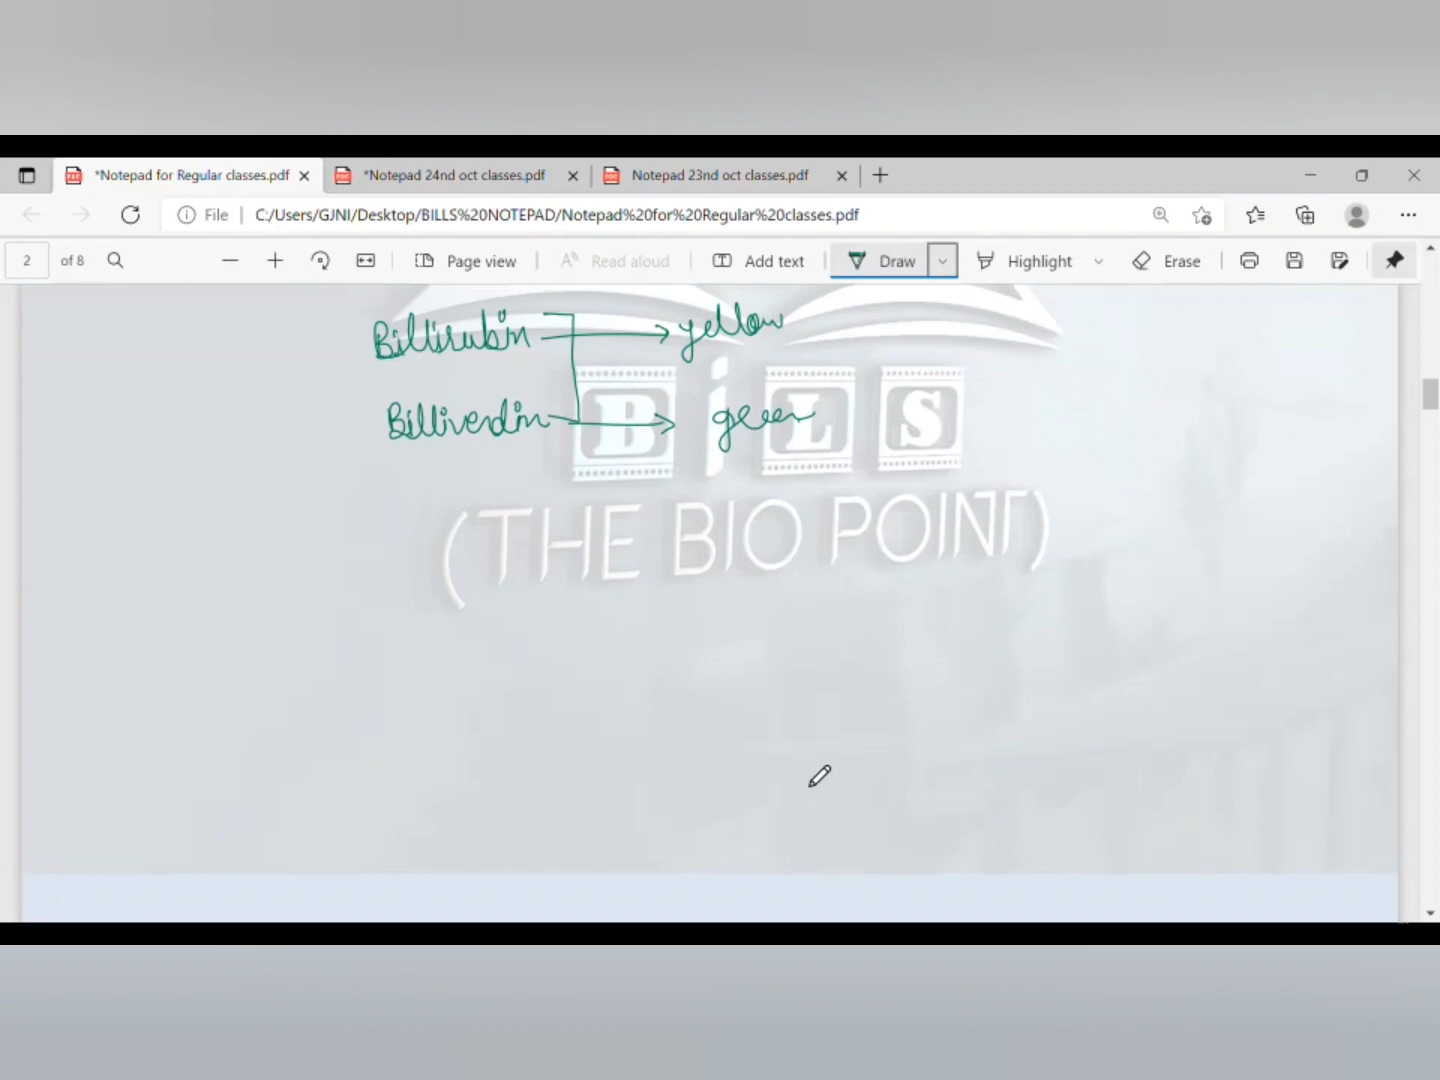 *Notepad for Regular classes.pdf
*Notepad 24nd oct classes.pdf
Notepad 23nd oct classes.pdf
File
C:/Users/GJNI/Desktop/BILLS%20NOTEPAD/Notepad%20for%20Regular%20classes.pdf
2 of 8
Page view
Read aloud
Add text
Draw
Highlight
Erase
Billirubin yellow
Billiverdin green
BiLS
(THE BIO POINT)